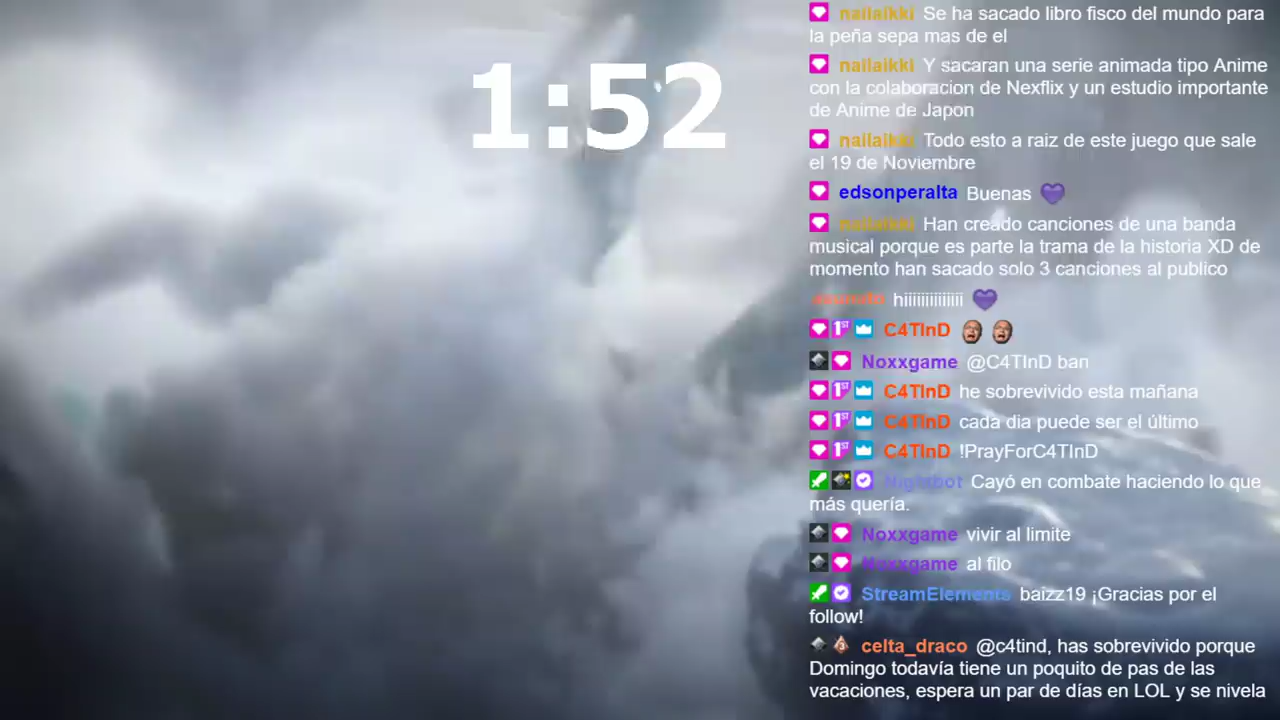 1:52
nailaikki Se ha sacado libro fisco del mundo para
la peña sepa mas de el
nailaikki Y sacaran una serie animada tipo Anime
con la colaboracion de Nexflix y un estudio importante
de Anime de Japon
nailaikki Todo esto a raiz de este juego que sale
el 19 de Noviembre
edsonperalta Buenas
nailaikki Han creado canciones de una banda
musical porque es parte la trama de la historia XD de
momento han sacado solo 3 canciones al publico
hiiiiiiiiiiiiii
1ST C4TInD
Noxxgame @C4TInD ban
1ST C4TInD he sobrevivido esta mañana
1ST C4TInD cada dia puede ser el último
1ST C4TInD !PrayForC4TInD
Nightbot Cayó en combate haciendo lo que
más quería.
Noxxgame vivir al limite
Noxxgame al filo
StreamElements baizz19 ¡Gracias por el
follow!
3 celta_draco @c4tind, has sobrevivido porque
Domingo todavía tiene un poquito de pas de las
vacaciones, espera un par de días en LOL y se nivela